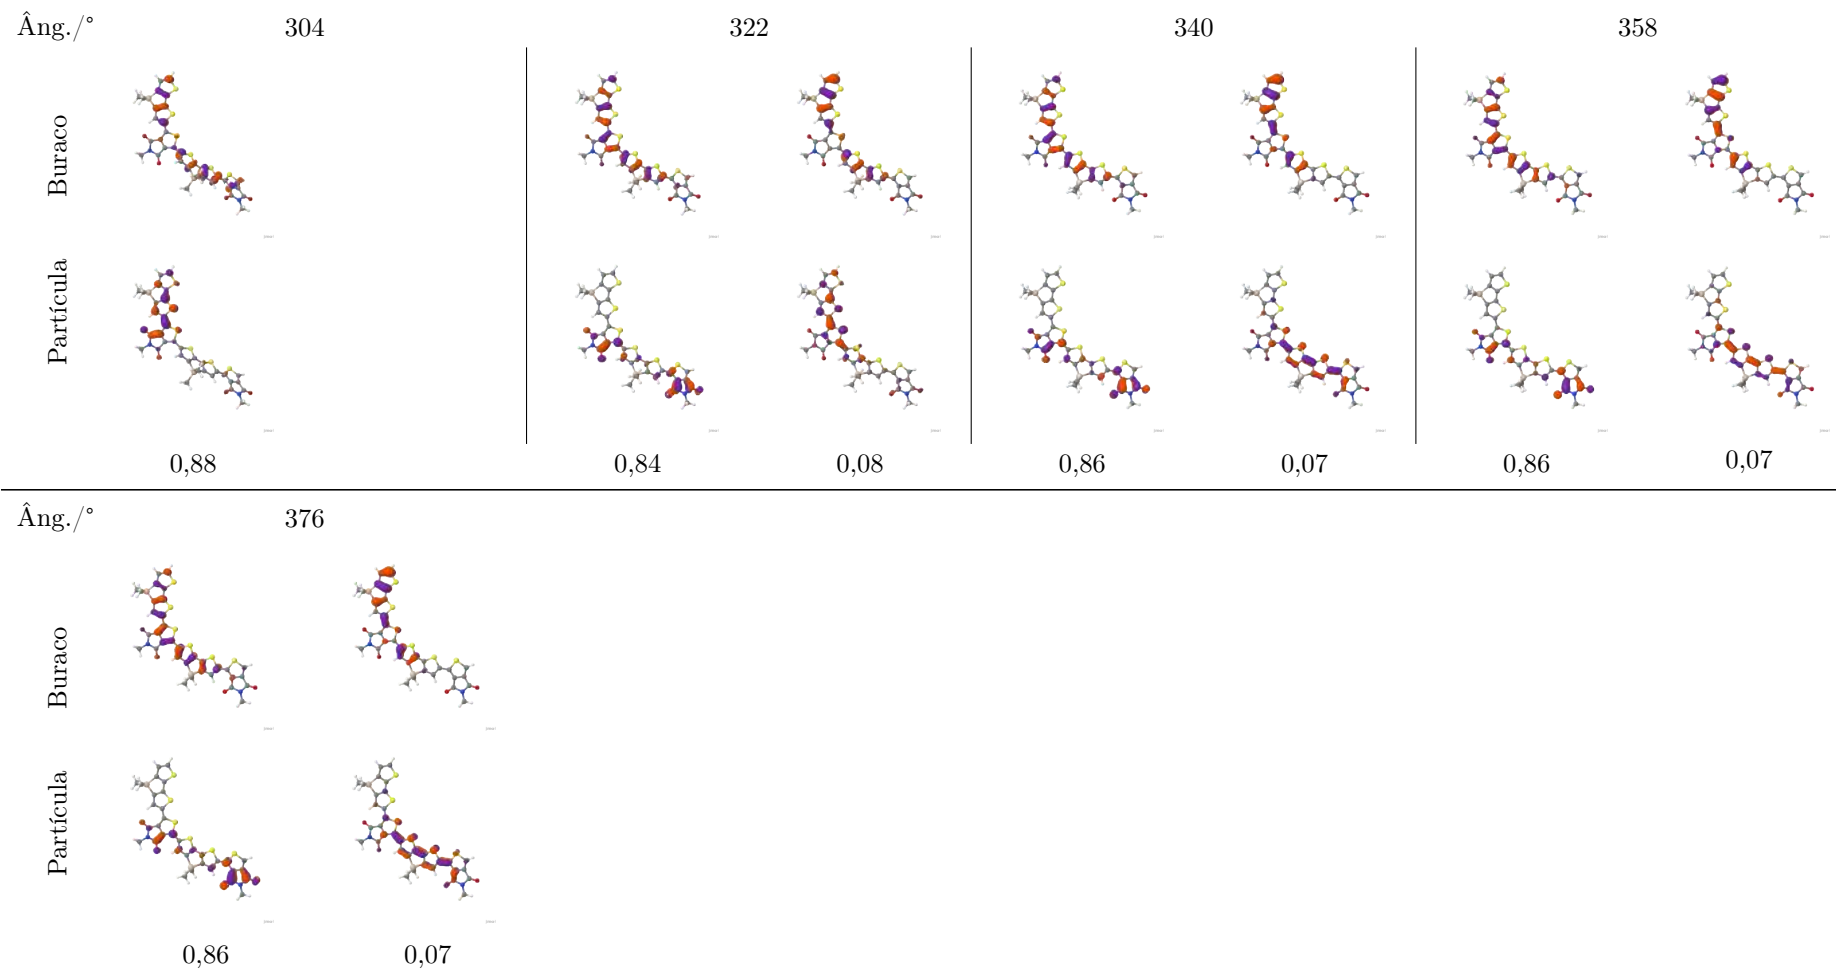 Âng./° 304 322 340 358
Buraco
Partícula
0,88 0,84 0,08 0,86 0,07 0,86 0,07
Âng./° 376
Buraco
Partícula
0,86 0,07